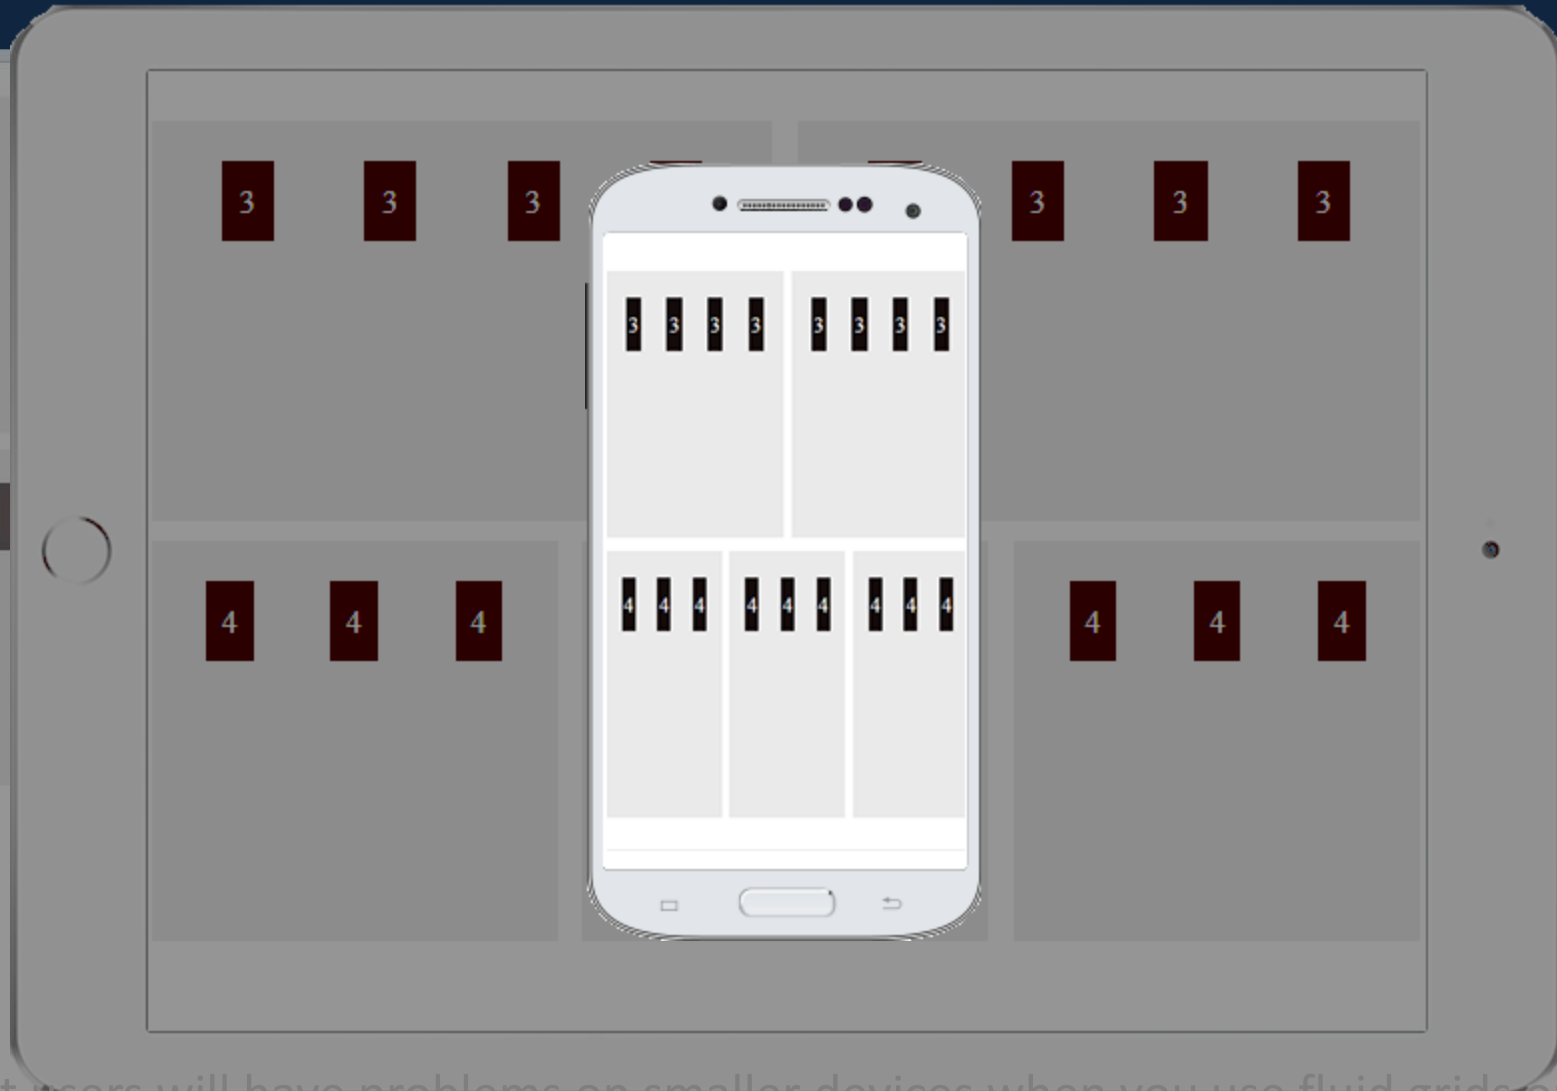 3 3 3 3 3 3
3 3 3 3 3 3 3 3
4 4 4 4 4 4 4 4 4
4 4 4 4 4 4
users will have problems on smaller devices when you use fluid grids